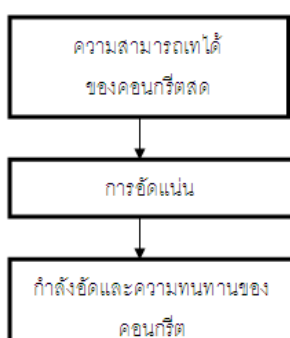 ความสามารถเทได้
ของคอนกรีตสด
การอัดแน่น
กำลังอัดและความทนทานของ
คอนกรีต